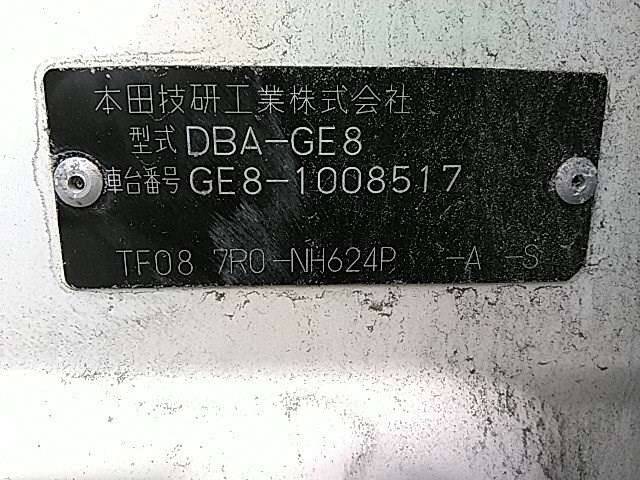 本田技研工業株式会社
型式 DBA-GE8
車台番号 GE8-1008517
TF08 7R0-NH624P -A -S